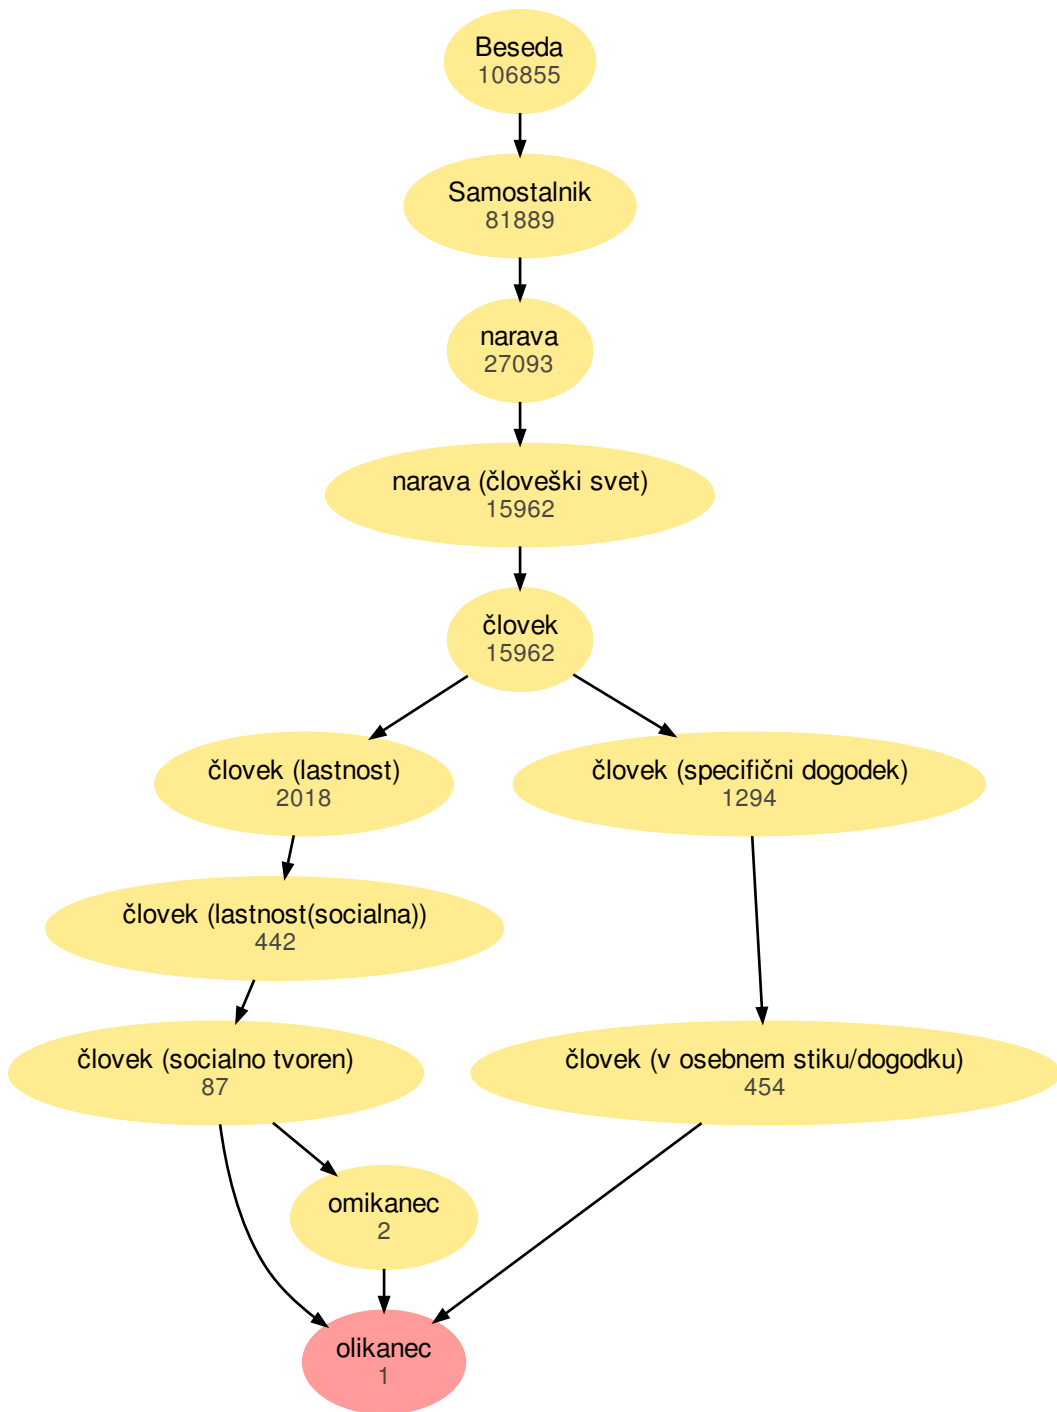 Beseda
106855
Samostalnik
81889
narava
27093
narava (človeški svet)
15962
človek
15962
človek (lastnost)
2018
človek (specifični dogodek)
1294
človek (lastnost(socialna))
442
človek (socialno tvoren)
87
človek (v osebnem stiku/dogodku)
454
omikanec
2
olikanec
1